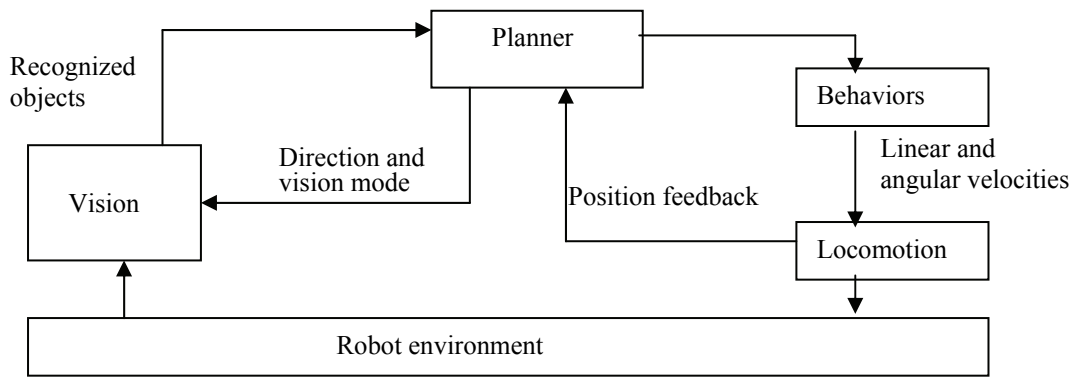 Planner
Recognized
objects
Behaviors
Direction and
vision mode
Linear and
angular velocities
Vision
Position feedback
Locomotion
Robot environment